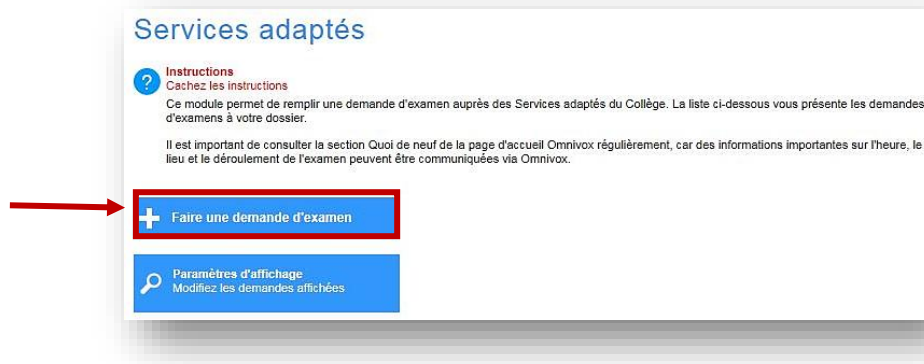 Services adaptés
?
Instructions
Cachez les instructions
Ce module permet de remplir une demande d'examen auprès des Services adaptés du Collège. La liste ci-dessous vous présente les demandes
d'examens à votre dossier.
Il est important de consulter la section Quoi de neuf de la page d'accueil Omnivox régulièrement, car des informations importantes sur l'heure, le
lieu et le déroulement de l'examen peuvent être communiquées via Omnivox.
Faire une demande d'examen
Paramètres d'affichage
Modifiez les demandes affichées